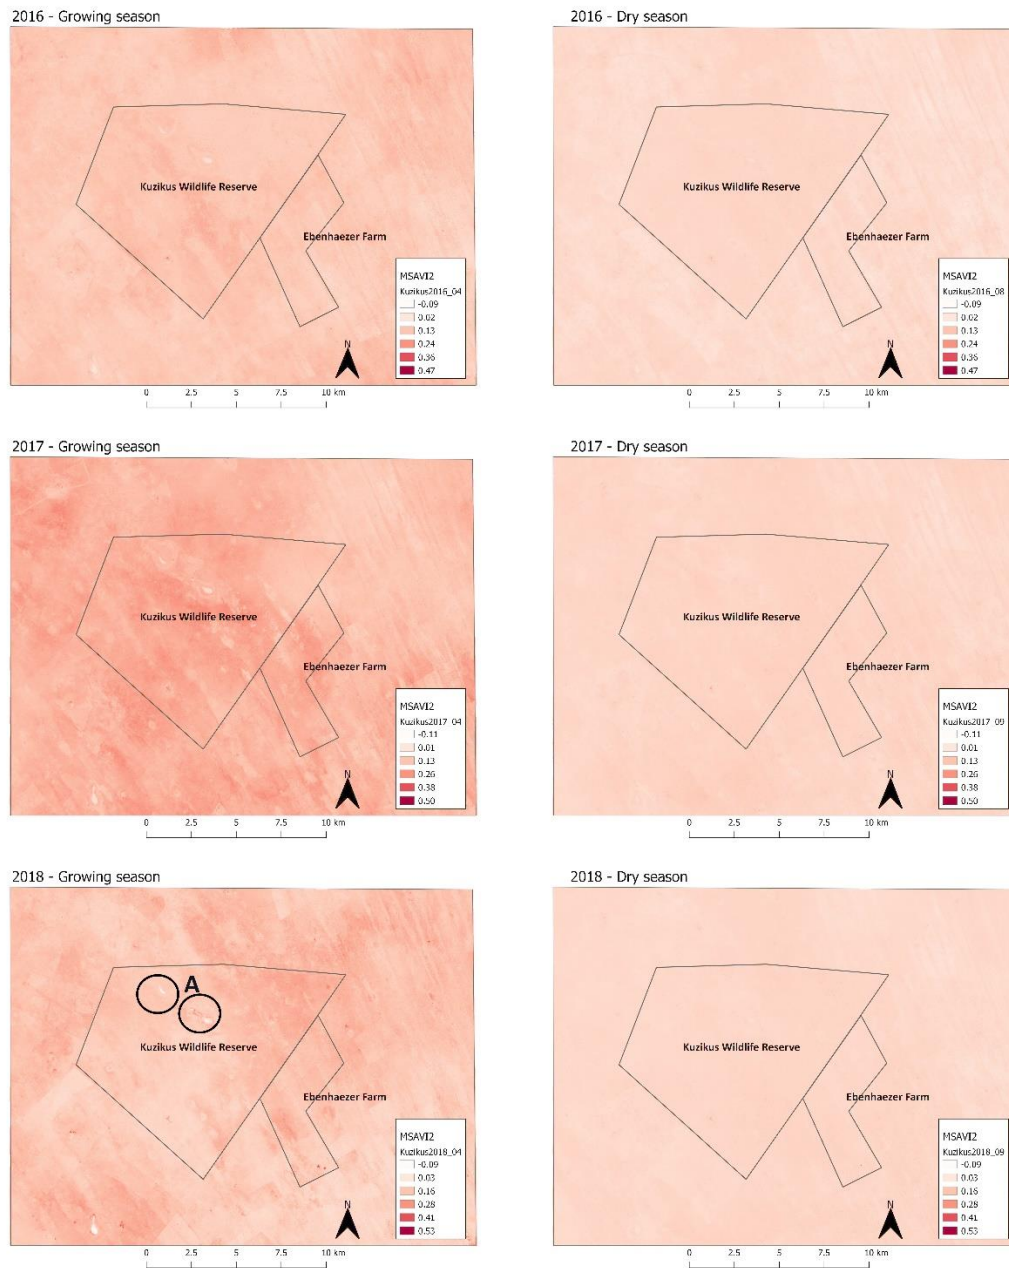 2016 - Growing season
Kuzikus Wildlife Reserve
Ebenhaezer Farm
MSAVI2
Kuzikus2016_04
-0.09
0.02
0.13
0.24
0.36
0.47
N
0 2.5 5 7.5 10 km
2016 - Dry season
Kuzikus Wildlife Reserve
Ebenhaezer Farm
MSAVI2
Kuzikus2016_08
-0.09
0.02
0.13
0.24
0.36
0.47
N
0 2.5 5 7.5 10 km
2017 - Growing season
Kuzikus Wildlife Reserve
Ebenhaezer Farm
MSAVI2
Kuzikus2017_04
-0.11
0.01
0.13
0.26
0.38
0.50
N
0 2.5 5 7.5 10 km
2017 - Dry season
Kuzikus Wildlife Reserve
Ebenhaezer Farm
MSAVI2
Kuzikus2017_09
-0.11
0.01
0.13
0.26
0.38
0.50
N
0 2.5 5 7.5 10 km
2018 - Growing season
A
Kuzikus Wildlife Reserve
Ebenhaezer Farm
MSAVI2
Kuzikus2018_04
-0.09
0.03
0.16
0.28
0.41
0.53
N
0 2.5 5 7.5 10 km
2018 - Dry season
Kuzikus Wildlife Reserve
Ebenhaezer Farm
MSAVI2
Kuzikus2018_09
-0.09
0.03
0.16
0.28
0.41
0.53
N
0 2.5 5 7.5 10 km